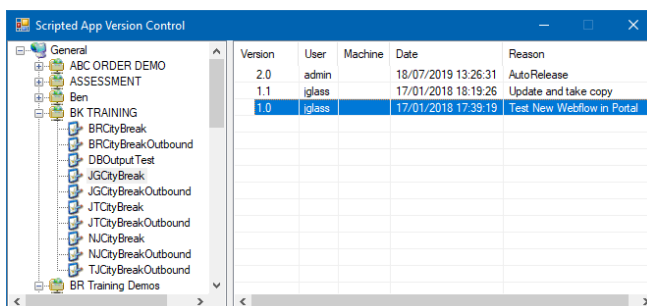 Scripted App Version Control
General
ABC ORDER DEMO
ASSESSMENT
Ben
BK TRAINING
BRCityBreak
BRCityBreakOutbound
DBOutputTest
JGCityBreak
JGCityBreakOutbound
JTCityBreak
JTCityBreakOutbound
NJCityBreak
NJCityBreakOutbound
TJCityBreakOutbound
BR Training Demos
Version User Machine Date Reason
2.0 admin 18/07/2019 13:26:31 AutoRelease
1.1 jglass 17/01/2018 18:19:26 Update and take copy
1.0 jglass 17/01/2018 17:39:19 Test New Webflow in Portal